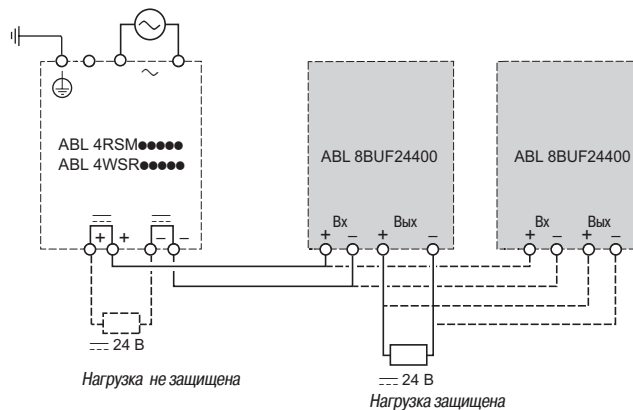 ~
ABL 4RSM●●●●●
ABL 4WSR●●●●●
+ + – –
24 В
Нагрузка не защищена
ABL 8BUF24400
Вх Вых
+ – + –
24 В
Нагрузка защищена
ABL 8BUF24400
Вх Вых
+ – + –